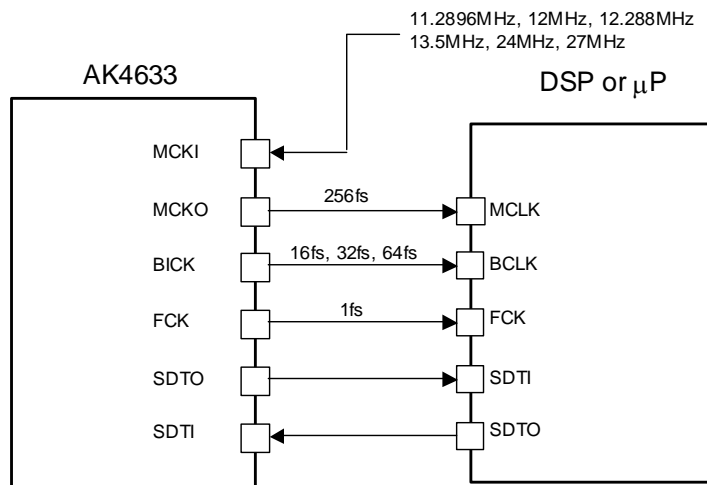 11.2896MHz, 12MHz, 12.288MHz
13.5MHz, 24MHz, 27MHz
AK4633
DSP or μP
MCKI
MCKO
256fs
MCLK
BICK
16fs, 32fs, 64fs
BCLK
FCK
1fs
FCK
SDTO
SDTI
SDTI
SDTO